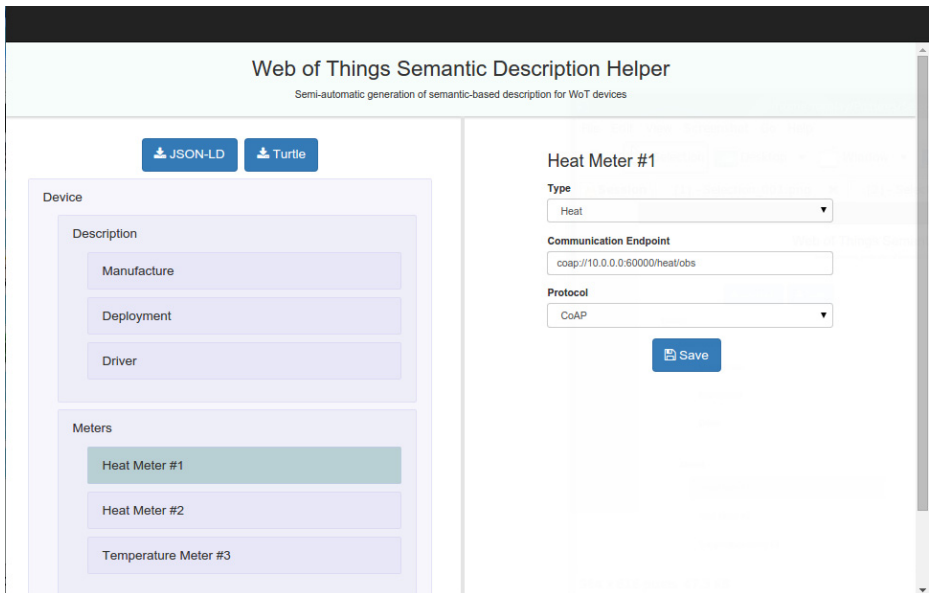 Web of Things Semantic Description Helper
Semi-automatic generation of semantic-based description for WoT devices
JSON-LD
Turtle
Device
Description
Manufacture
Deployment
Driver
Meters
Heat Meter #1
Heat Meter #2
Temperature Meter #3
Heat Meter #1
Type
Heat
Communication Endpoint
coap://10.0.0.0:60000/heat/obs
Protocol
CoAP
Save